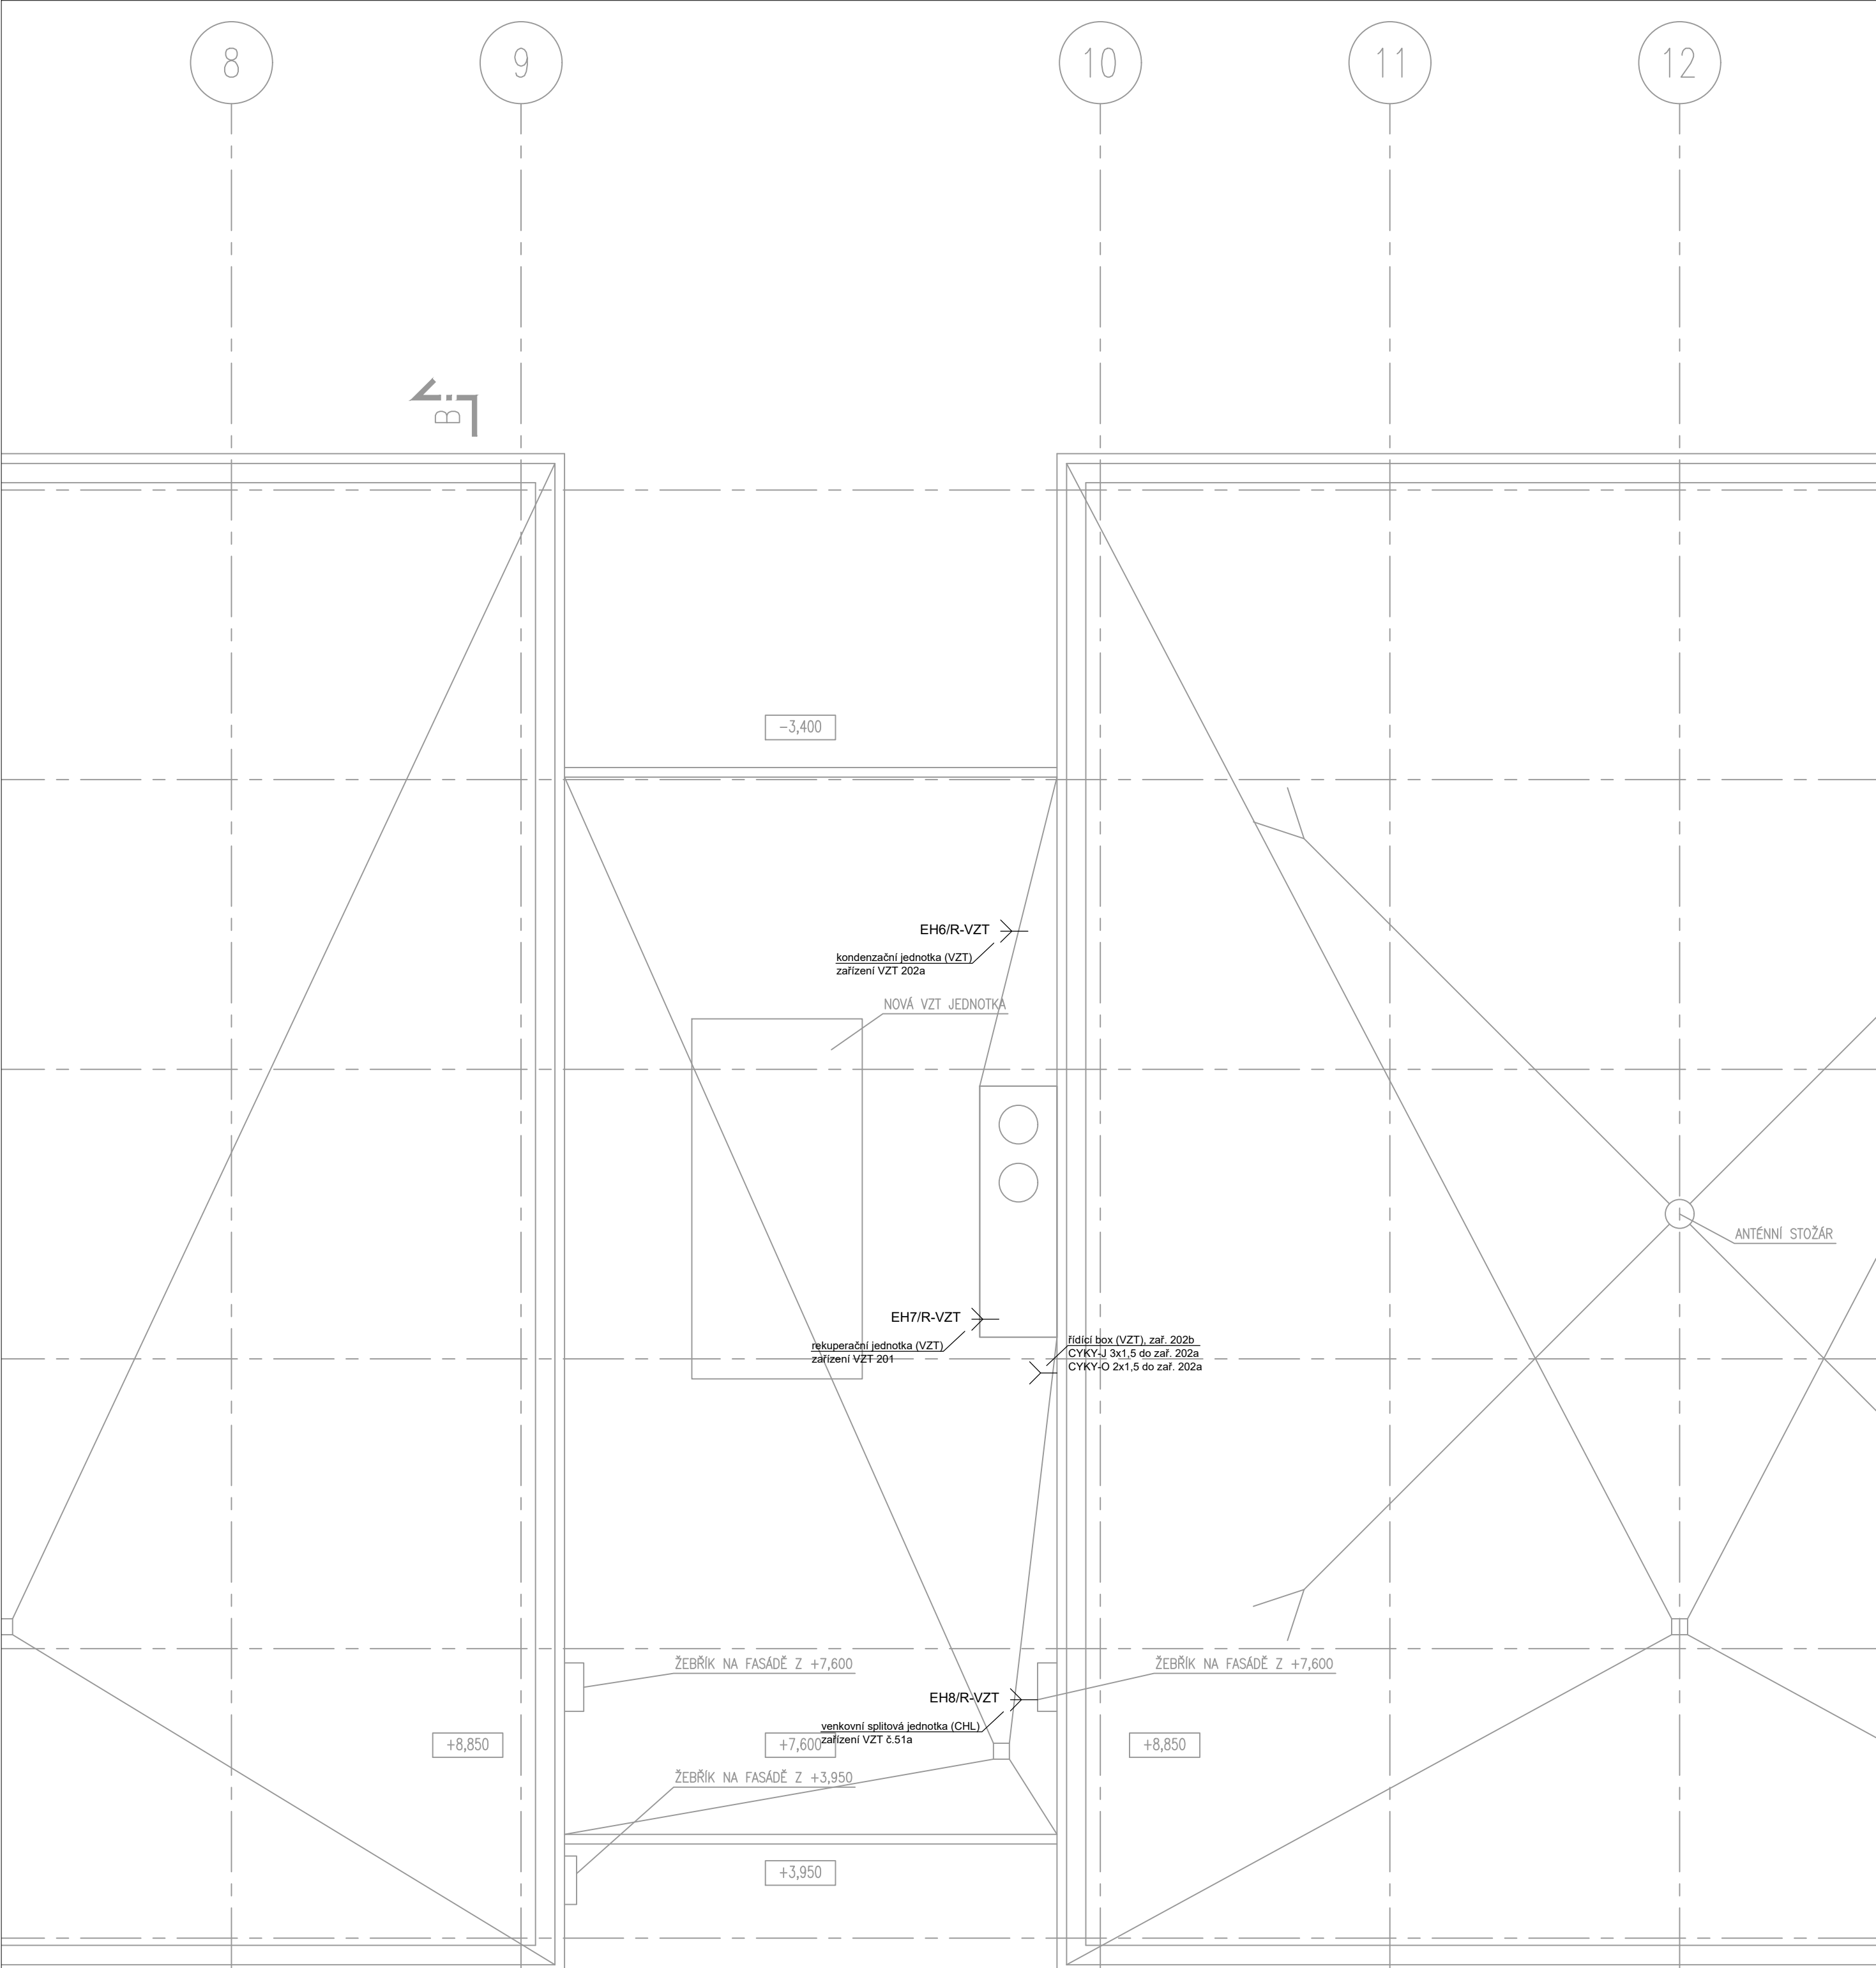 8
9
10
11
12
B
-3,400
EH6/R-VZT
kondenzační jednotka (VZT)
zařízení VZT 202a
NOVÁ VZT JEDNOTKA
ANTÉNNÍ STOŽÁR
EH7/R-VZT
rekuperační jednotka (VZT)
zařízení VZT 201
řídící box (VZT), zař. 202b
CYKY-J 3x1,5 do zař. 202a
CYKY-O 2x1,5 do zař. 202a
ŽEBŘÍK NA FASÁDĚ Z +7,600
ŽEBŘÍK NA FASÁDĚ Z +7,600
EH8/R-VZT
venkovní splitová jednotka (CHL)
zařízení VZT č.51a
+8,850
+7,600
+8,850
ŽEBŘÍK NA FASÁDĚ Z +3,950
+3,950